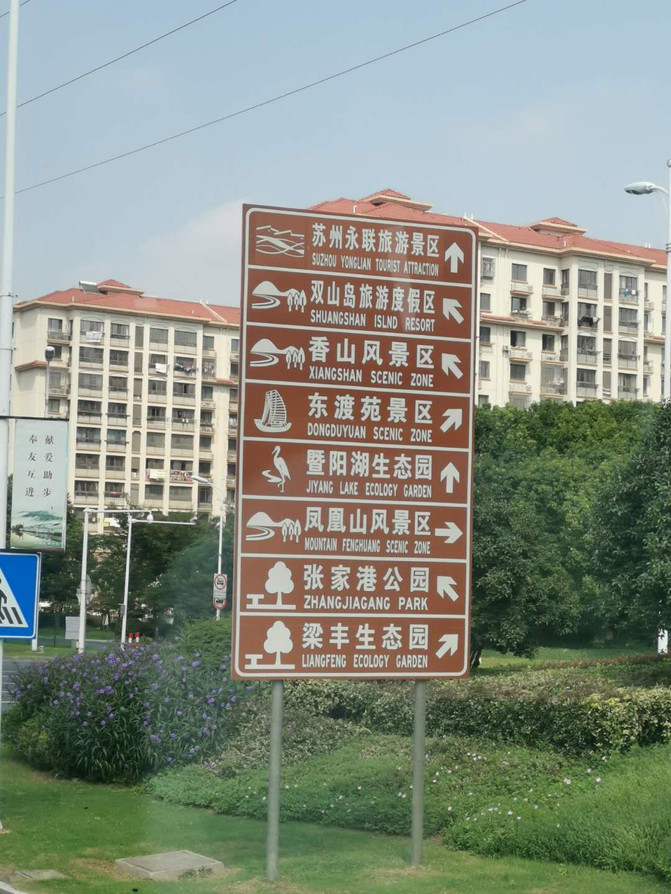 苏州永联旅游景区
SUZHOU YONGLIAN TOURIST ATTRACTION
双山岛旅游度假区
SHUANGSHAN ISLND RESORT
香山风景区
XIANGSHAN SCENIC ZONE
东渡苑景区
DONGDUYUAN SCENIC ZONE
暨阳湖生态园
JIYANG LAKE ECOLOGY GARDEN
凤凰山风景区
MOUNTAIN FENGHUANG SCENIC ZONE
张家港公园
ZHANGJIAGANG PARK
梁丰生态园
LIANGFENG ECOLOGY GARDEN
奉献
友爱
互助
进步